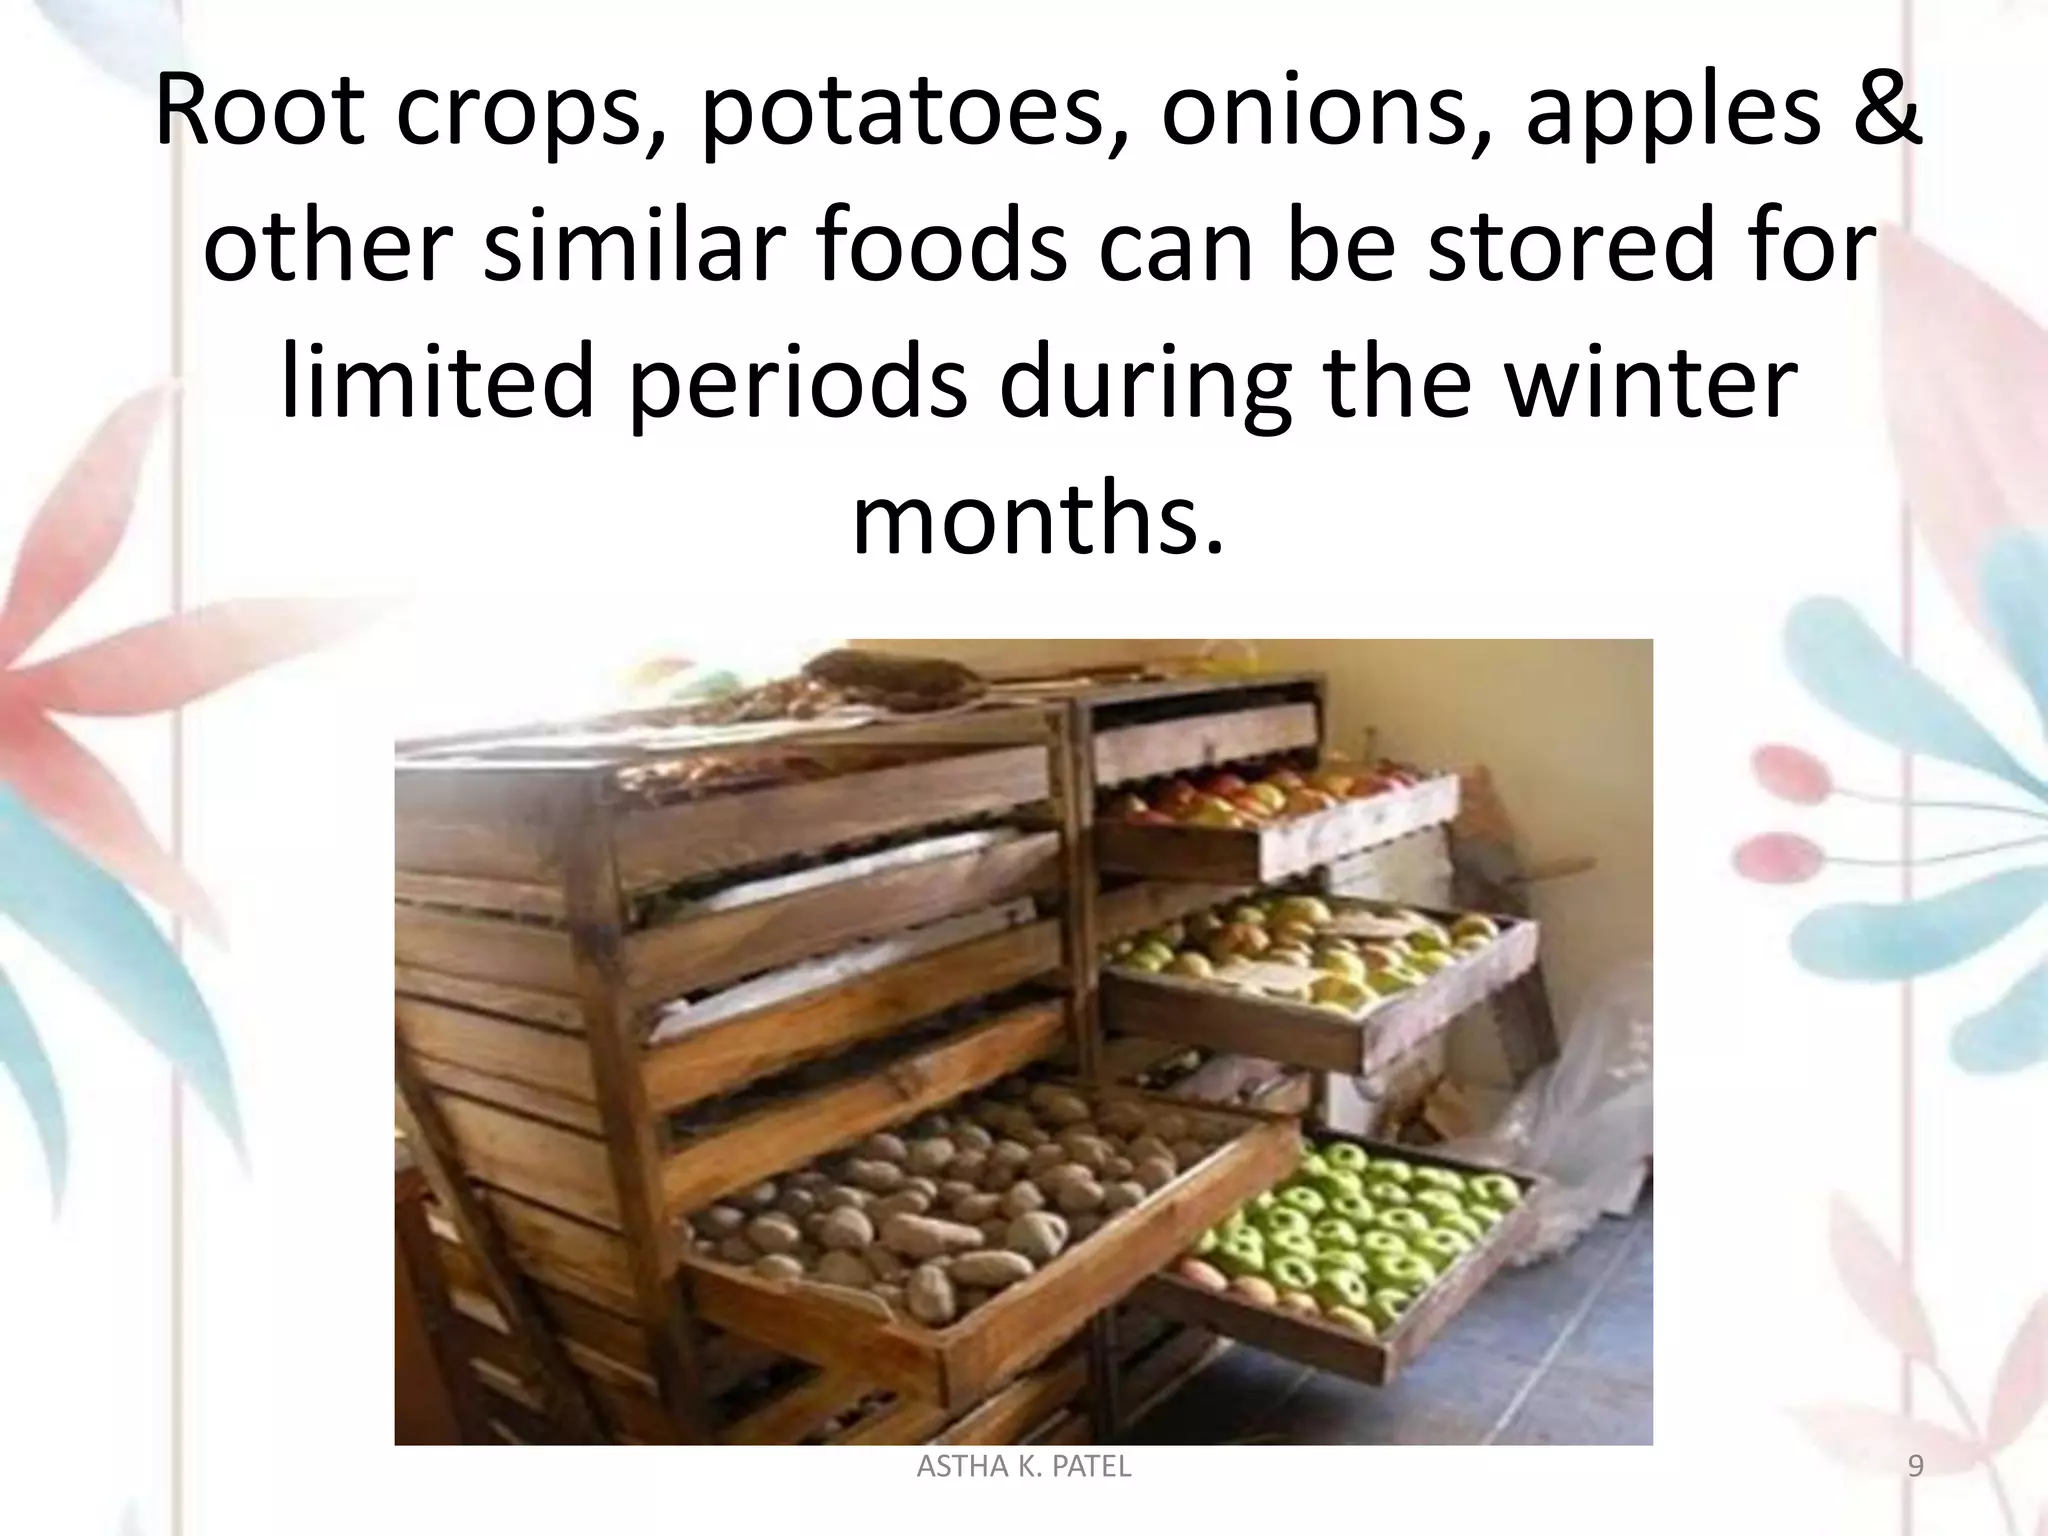 Root crops, potatoes, onions, apples &
other similar foods can be stored for
limited periods during the winter
months.
ASTHA K. PATEL
9